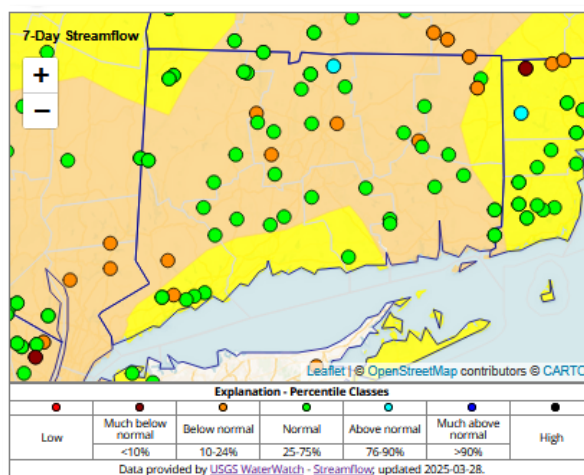 7-Day Streamflow
+
−
Leaflet | © OpenStreetMap contributors © CARTO
Explanation - Percentile Classes
Low
Much below normal
Below normal
Normal
Above normal
Much above normal
High
<10%
10-24%
25-75%
76-90%
>90%
Data provided by USGS WaterWatch - Streamflow; updated 2025-03-28.